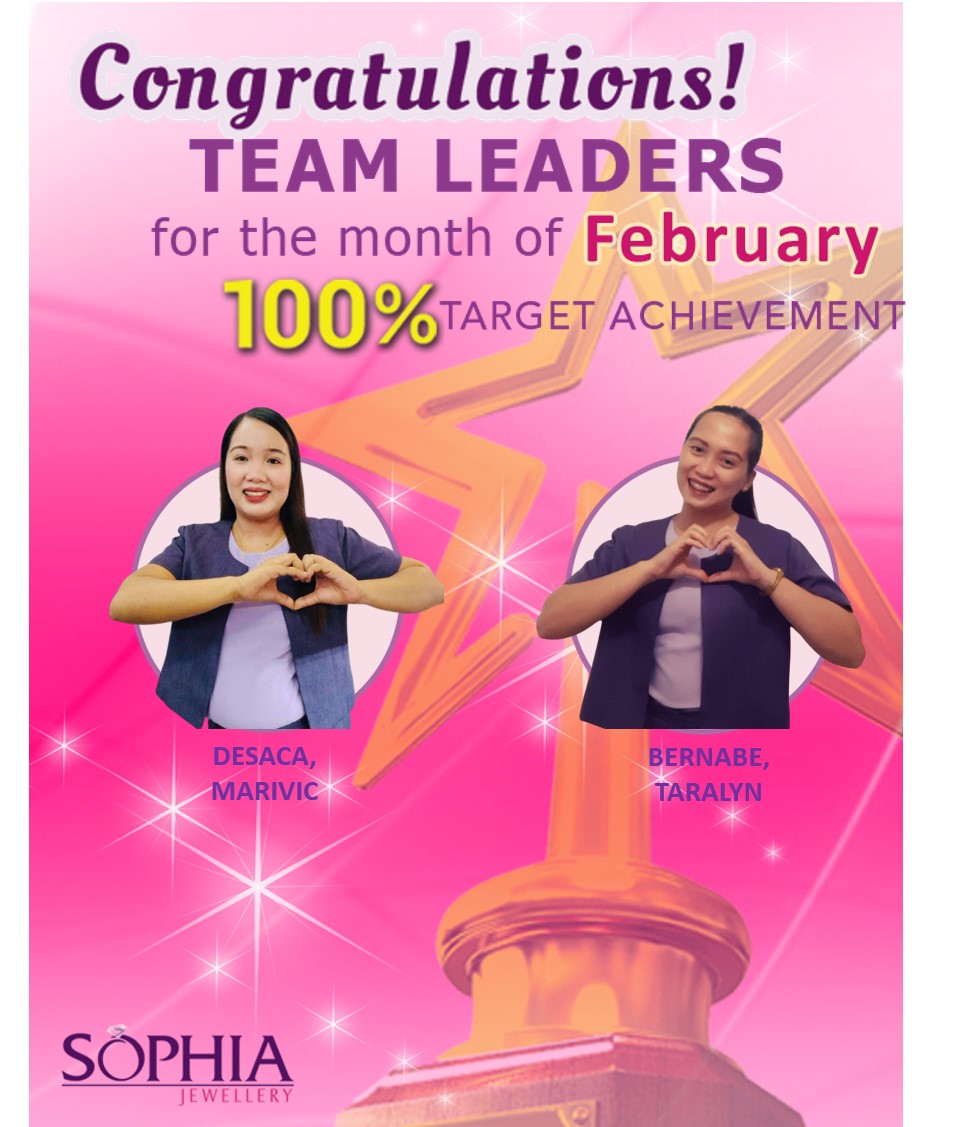 Congratulations!
TEAM LEADERS
for the month of February
100% TARGET ACHIEVEMENT
DESACA,
MARIVIC
BERNABE,
TARALYN
SOPHIA
JEWELLERY